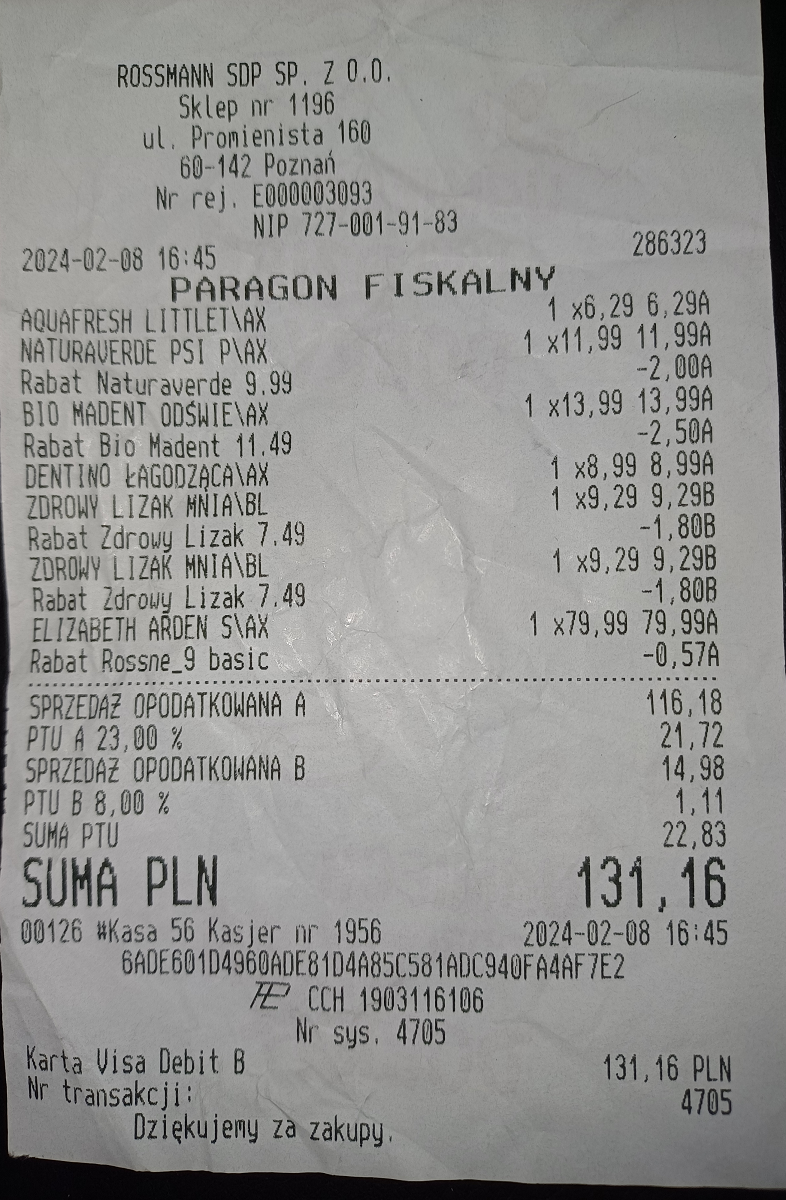 ROSSMANN SDP SP. Z O.O.
Sklep nr 1196
ul. Promienista 160
60-142 Poznań
Nr rej. E000003093
NIP 727-001-91-83
2024-02-08 16:45 286323
PARAGON FISKALNY
AQUAFRESH LITTLET\AX 1 x6,29 6,29A
NATURAVERDE PSI P\AX 1 x11,99 11,99A
Rabat Naturaverde 9.99 -2,00A
BIO MADENT ODŚWIE\AX 1 x13,99 13,99A
Rabat Bio Madent 11.49 -2,50A
DENTINO ŁAGODZĄCA\AX 1 x8,99 8,99A
ZDROWY LIZAK MNIA\BL 1 x9,29 9,29B
Rabat Zdrowy Lizak 7.49 -1,80B
ZDROWY LIZAK MNIA\BL 1 x9,29 9,29B
Rabat Zdrowy Lizak 7.49 -1,80B
ELIZABETH ARDEN S\AX 1 x79,99 79,99A
Rabat Rossne_9 basic -0,57A
SPRZEDAŻ OPODATKOWANA A 116,18
PTU A 23,00 % 21,72
SPRZEDAŻ OPODATKOWANA B 14,98
PTU B 8,00 % 1,11
SUMA PTU 22,83
SUMA PLN 131,16
00126 #Kasa 56 Kasjer nr 1956 2024-02-08 16:45
6ADE601D4960ADE81D4A85C581ADC940FA4AF7E2
CCH 1903116106
Nr sys. 4705
Karta Visa Debit B 131,16 PLN
Nr transakcji: 4705
Dziękujemy za zakupy.